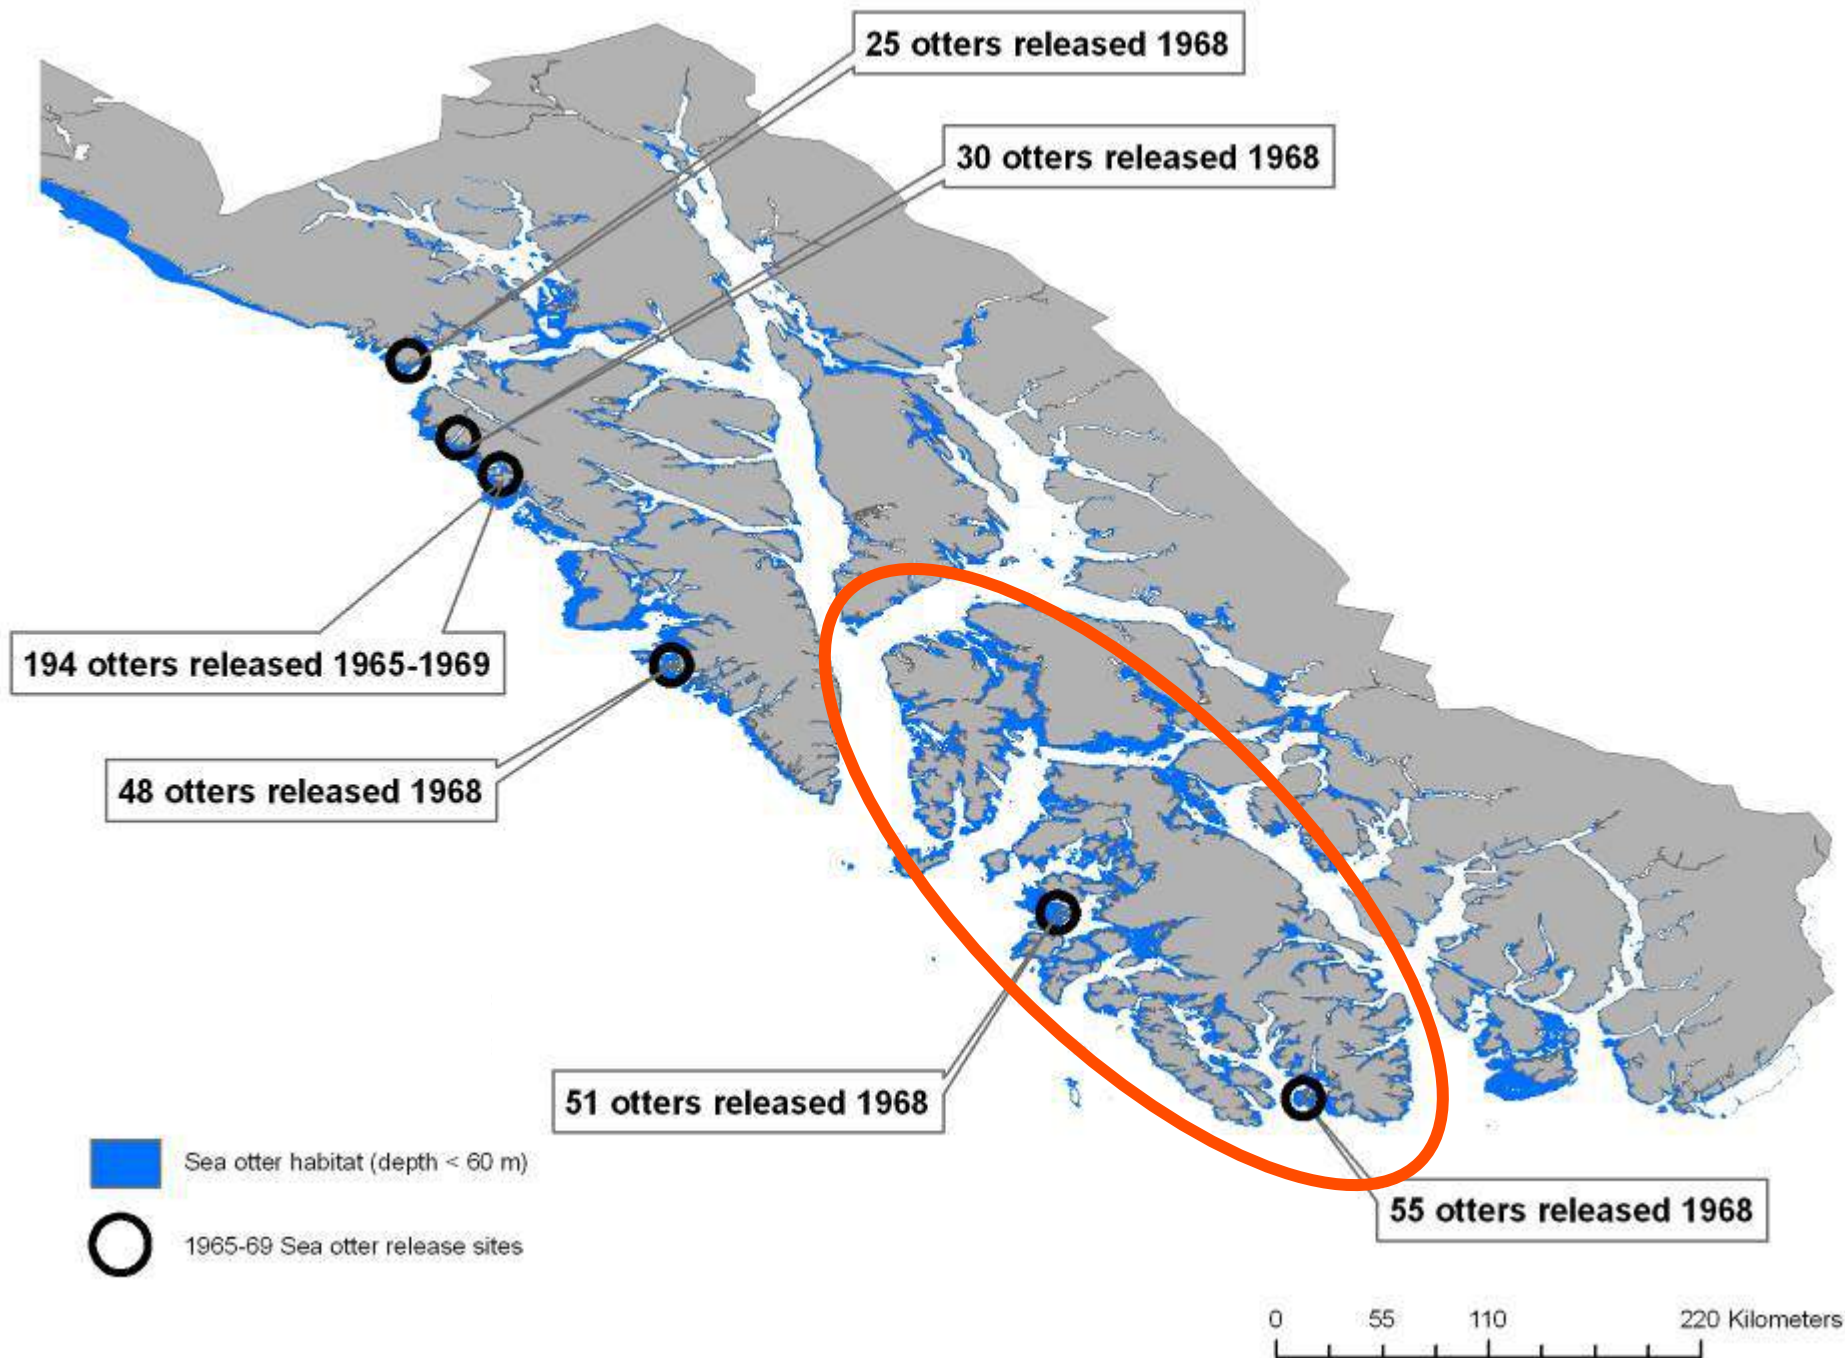 25 otters released 1968
30 otters released 1968
194 otters released 1965-1969
48 otters released 1968
51 otters released 1968
55 otters released 1968
Sea otter habitat (depth < 60 m)
1965-69 Sea otter release sites
0 55 110 220 Kilometers